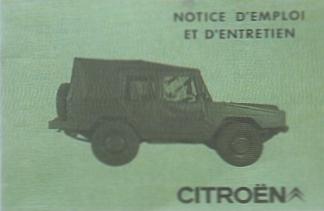 NOTICE D'EMPLOI
ET D'ENTRETIEN
CITROËN